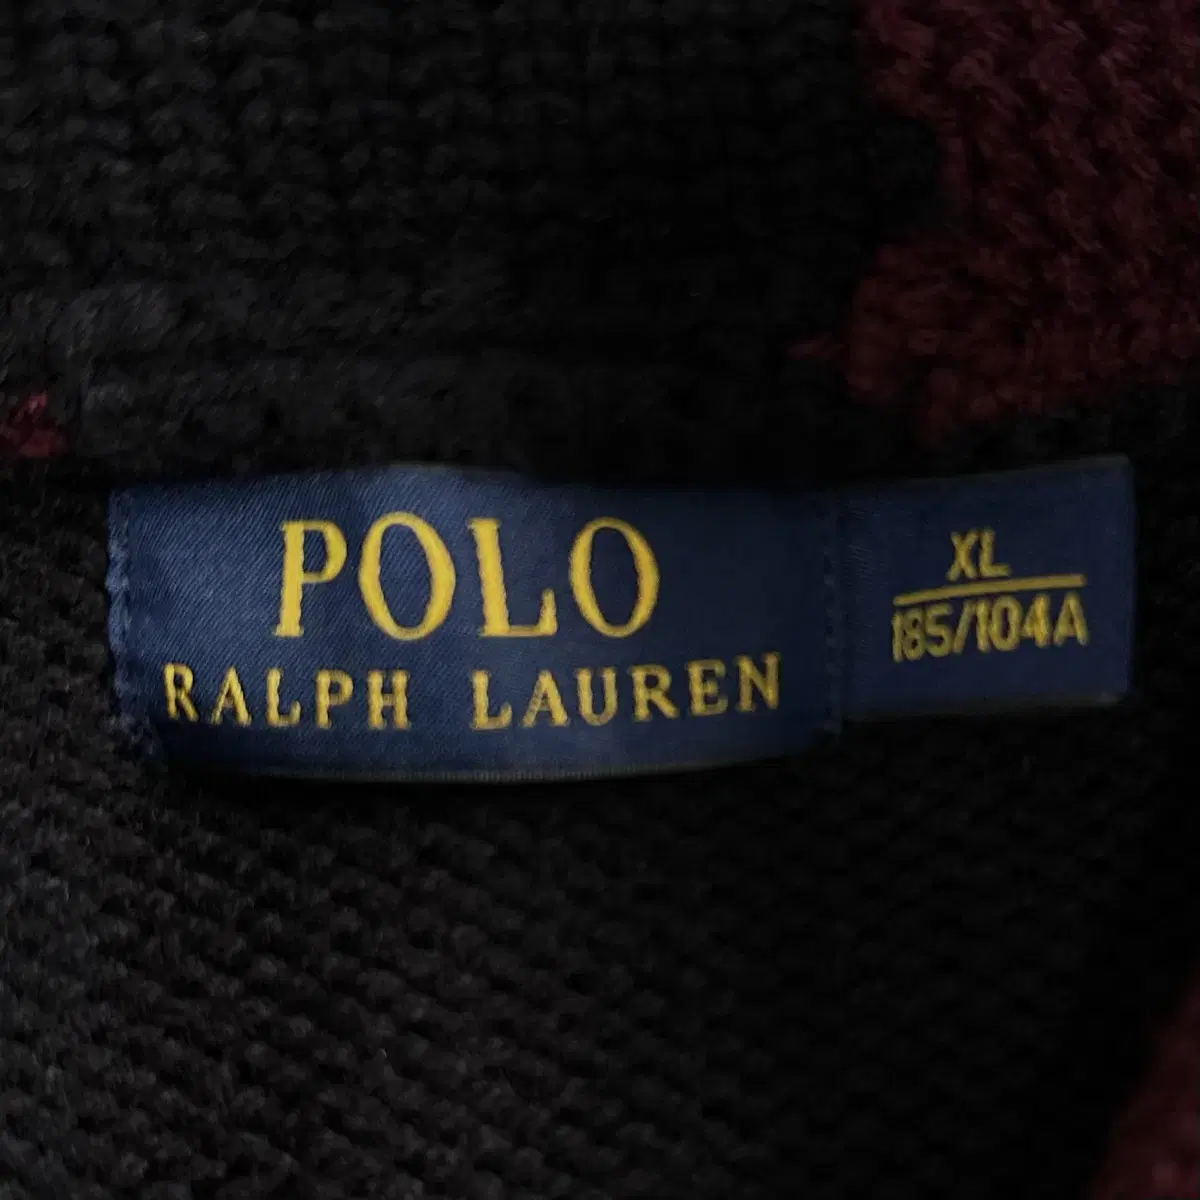 POLO
RALPH LAUREN
XL
185/104A